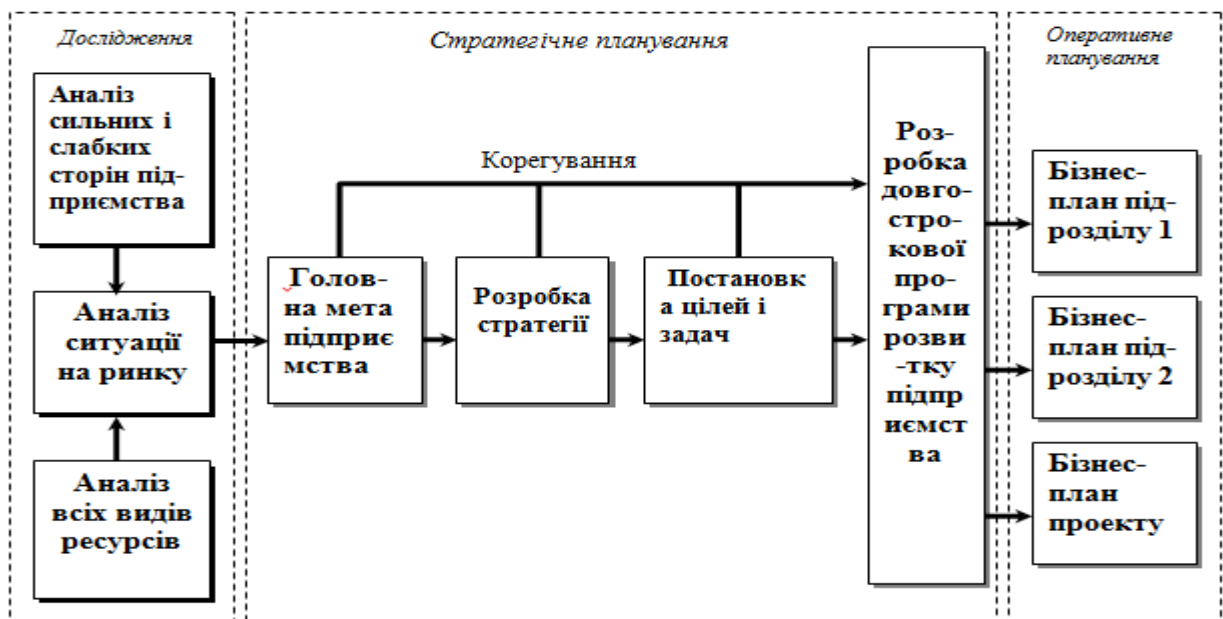 Дослідження
Аналіз
сильних і
слабких
сторін під-
приємства
Аналіз
ситуації
на ринку
Аналіз
всіх видів
ресурсів
Стратегічне планування
Корегування
Голов-
на мета
підприє
мства
Розробка
стратегії
Постановк
а цілей і
задач
Роз-
робка
довго-
стро-
кової
про-
грами
розви
-тку
підпр
иємст
ва
Оперативне
планування
Бізнес-
план під-
розділу 1
Бізнес-
план під-
розділу 2
Бізнес-
план
проекту